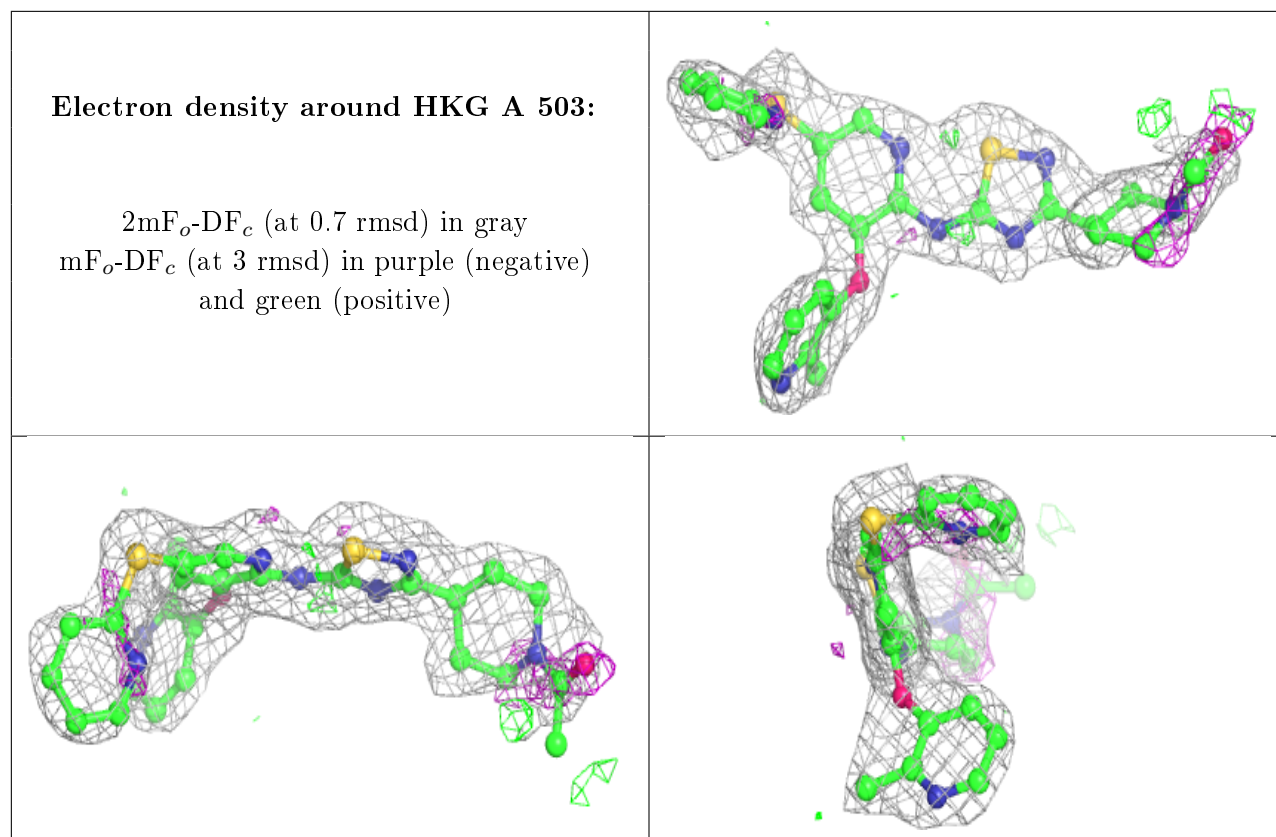 Electron density around HKG A 503:
2mFₒ-DF𝒸 (at 0.7 rmsd) in gray
mFₒ-DF𝒸 (at 3 rmsd) in purple (negative)
and green (positive)